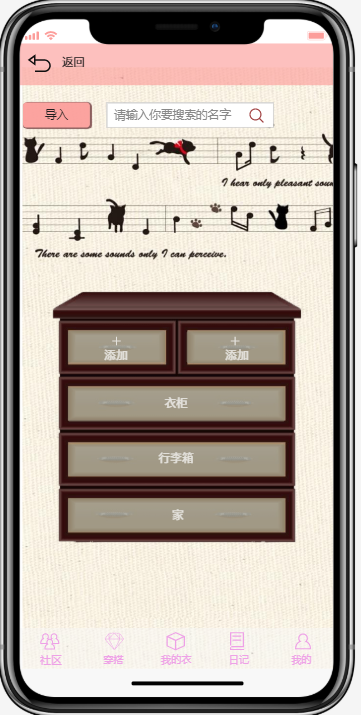 返回
导入
请输入你要搜索的名字
I hear only pleasant soun
There are some sounds only I can perceive.
+ +
添加 添加
衣柜
行李箱
家
社区 穿搭 我的衣 日记 我的